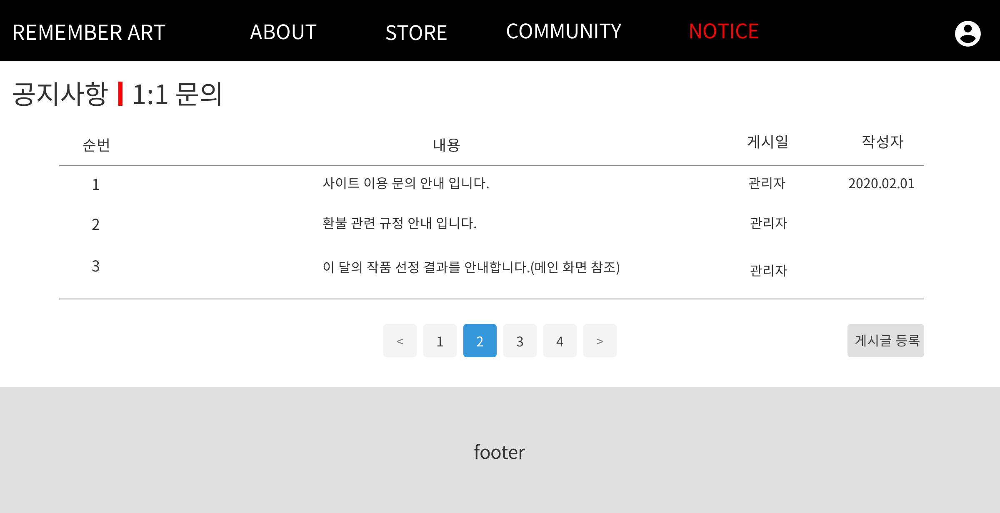 REMEMBER ART ABOUT STORE COMMUNITY NOTICE
공지사항 1:1 문의
순번 내용 게시일 작성자
1 사이트 이용 문의 안내 입니다. 관리자 2020.02.01
2 환불 관련 규정 안내 입니다. 관리자
3 이 달의 작품 선정 결과를 안내합니다.(메인 화면 참조) 관리자
< 1 2 3 4 > 게시글 등록
footer